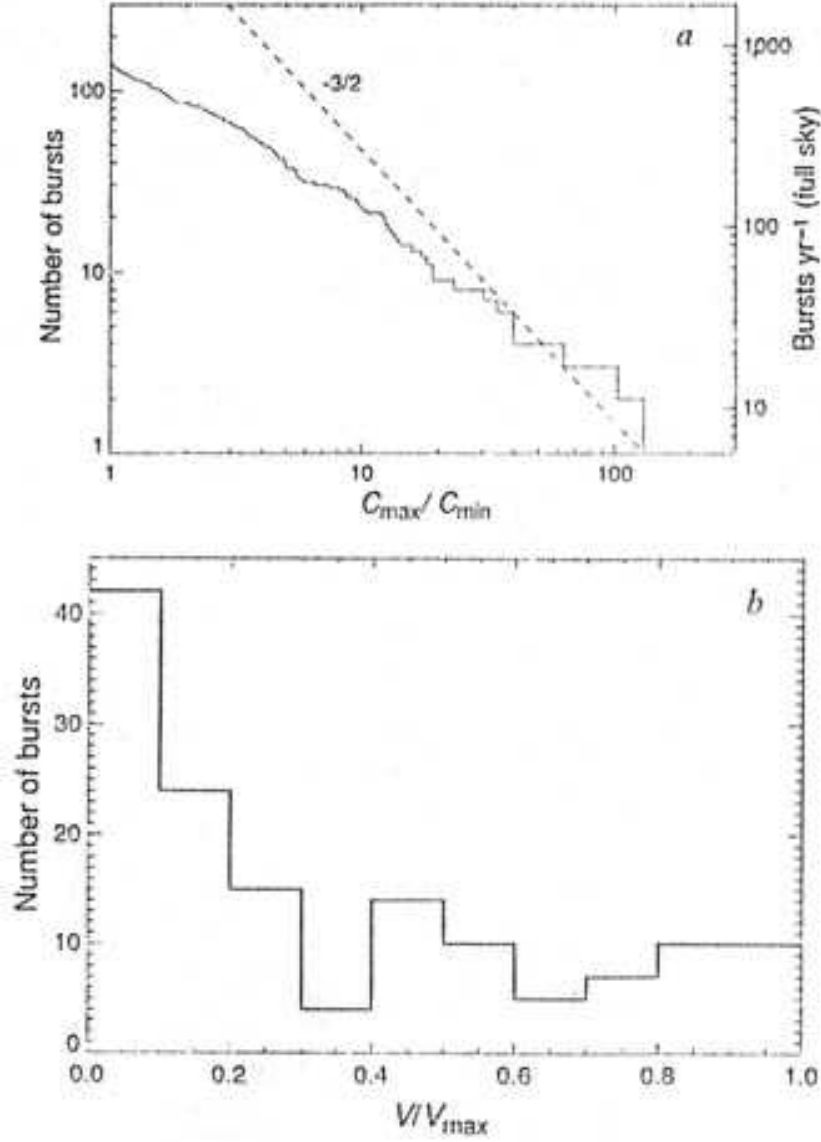 a
-3/2
Number of bursts
100
10
1
Bursts yr⁻¹ (full sky)
1,000
100
10
1 10 100
C_max / C_min
b
Number of bursts
40
30
20
10
0
0.0 0.2 0.4 0.6 0.8 1.0
V/V_max